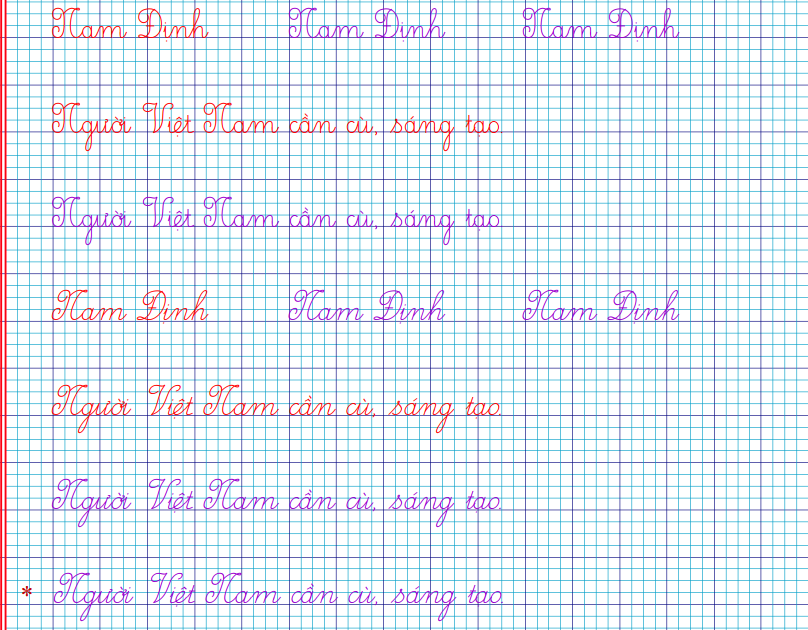 Nam Định Nam Định Nam Định
Người Việt Nam cần cù, sáng tạo.
Người Việt Nam cần cù, sáng tạo.
Nam Định Nam Định Nam Định
Người Việt Nam cần cù, sáng tạo.
Người Việt Nam cần cù, sáng tạo.
* Người Việt Nam cần cù, sáng tạo.